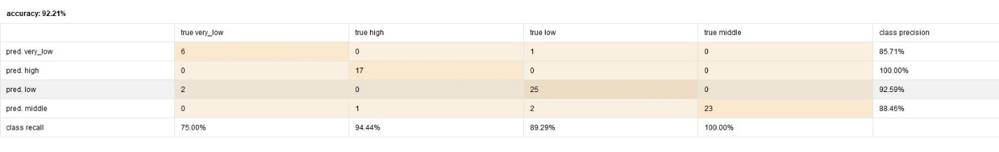 accuracy: 92.21%
true very_low true high true low true middle class precision
pred. very_low 6 0 1 0 85.71%
pred. high 0 17 0 0 100.00%
pred. low 2 0 25 0 92.59%
pred. middle 0 1 2 23 88.46%
class recall 75.00% 94.44% 89.29% 100.00%